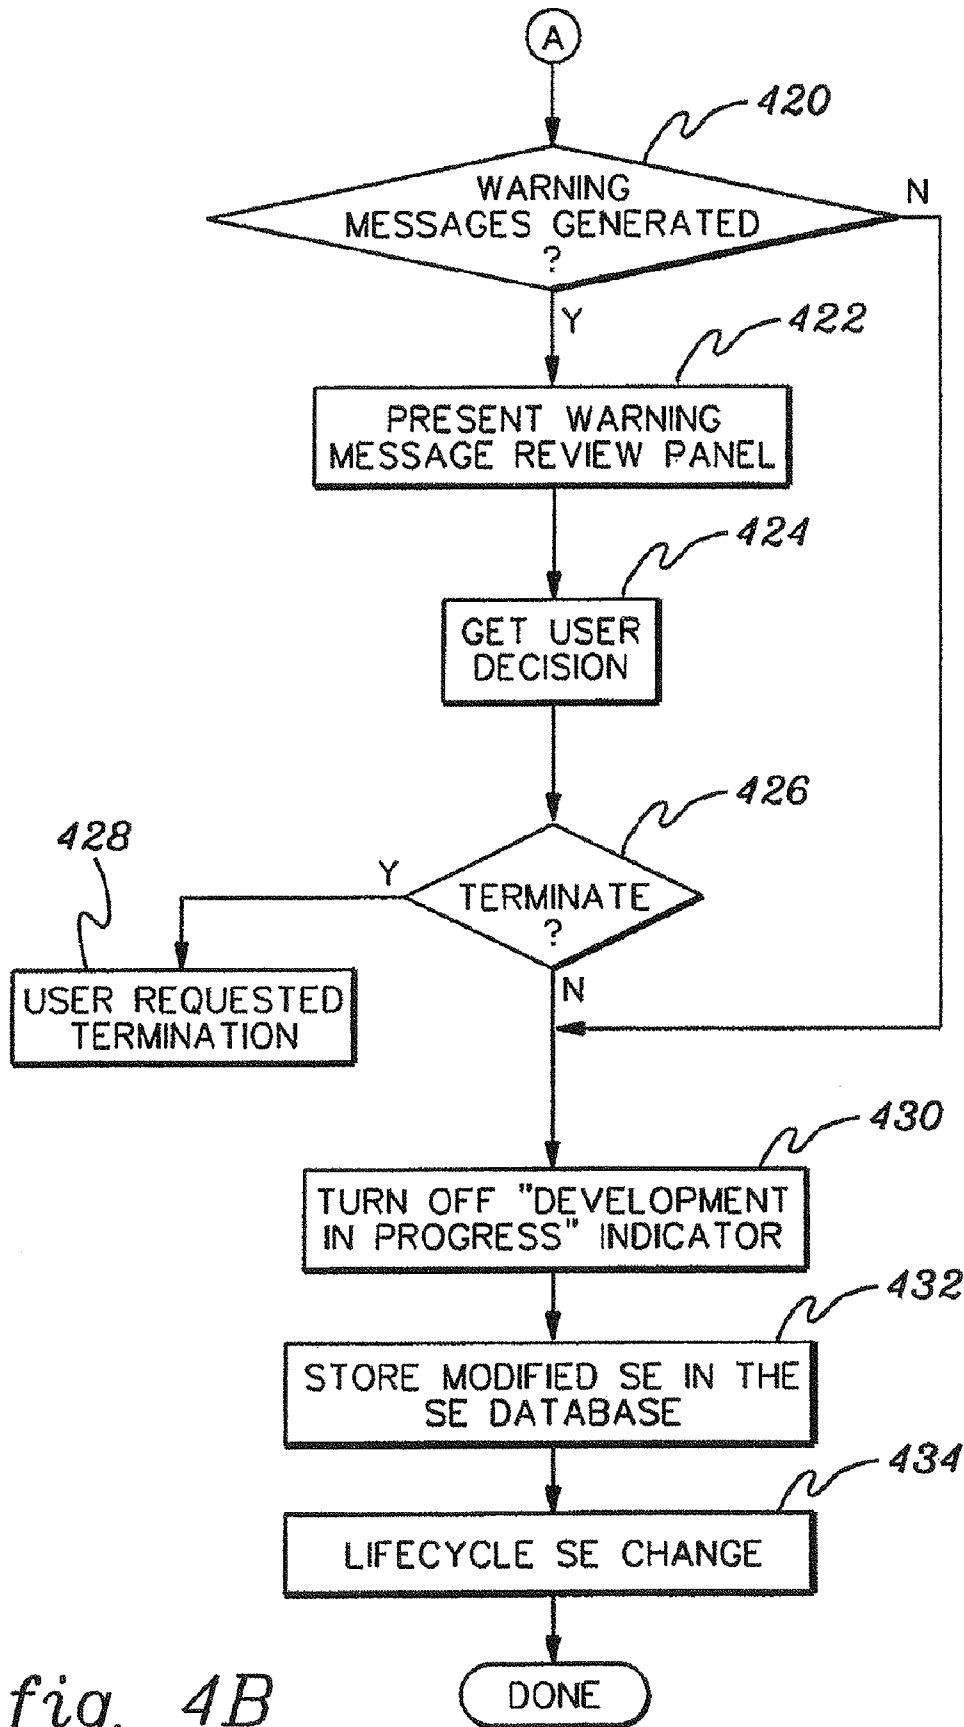 A
420
WARNING
MESSAGES GENERATED
?
N
Y
422
PRESENT WARNING
MESSAGE REVIEW PANEL
424
GET USER
DECISION
426
428
Y
TERMINATE
?
USER REQUESTED
TERMINATION
N
430
TURN OFF "DEVELOPMENT
IN PROGRESS" INDICATOR
432
STORE MODIFIED SE IN THE
SE DATABASE
434
LIFECYCLE SE CHANGE
DONE
fig. 4B